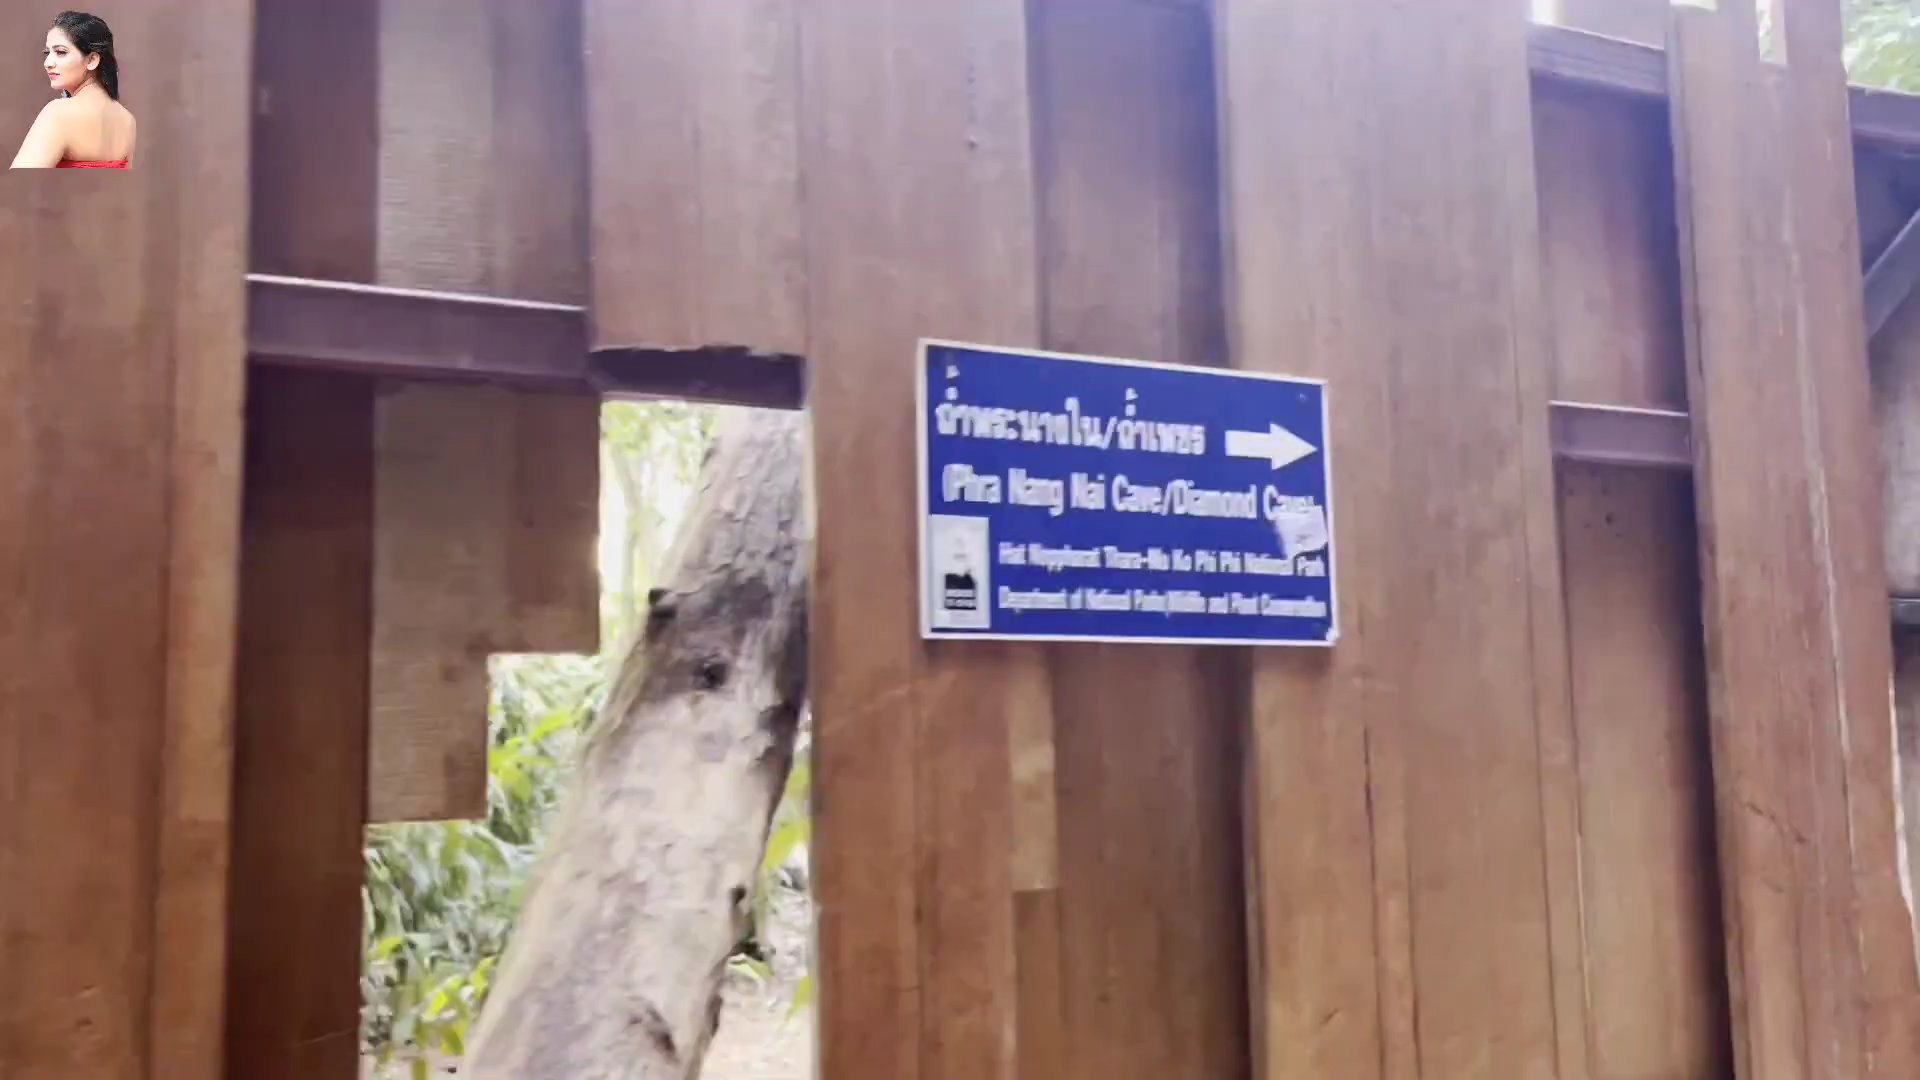 ถ้ำพระนางใน/ถ้ำเพชร
(Phra Nang Nai Cave/Diamond Cave)
Hat Noppharat Thara-Mu Ko Phi Phi National Park
Department of National Parks,Wildlife and Plant Conservation